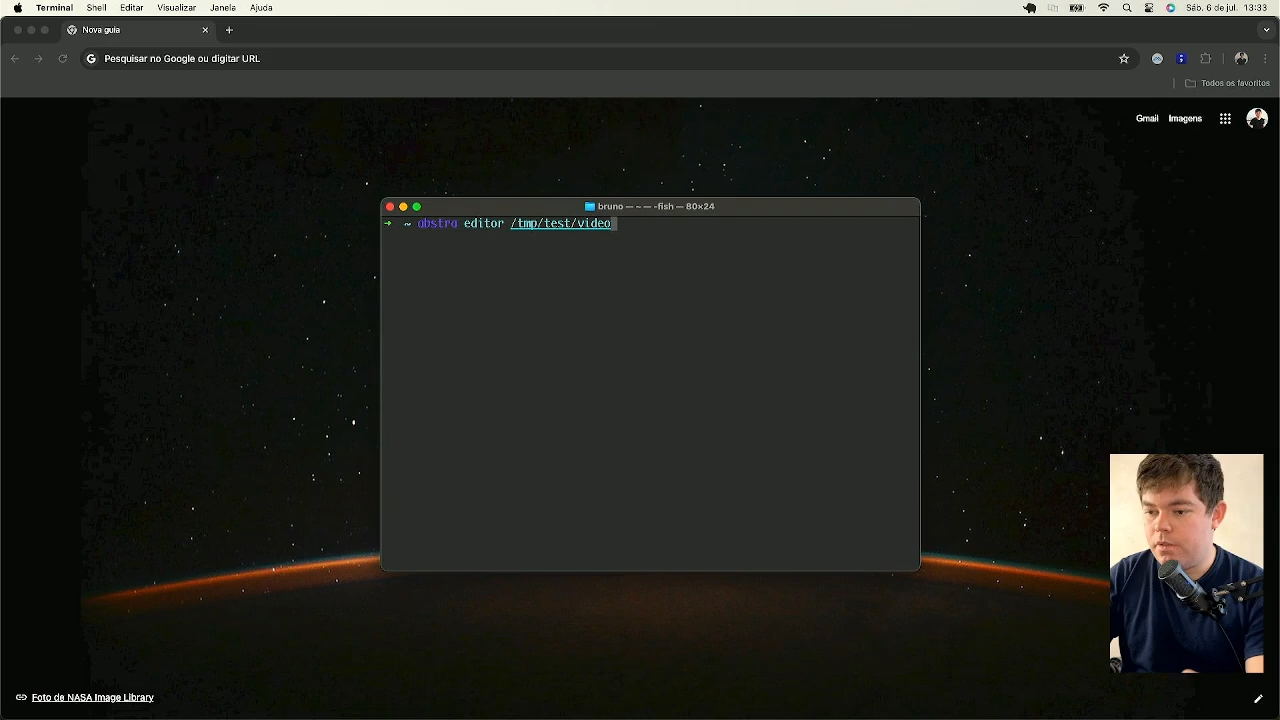 Terminal Shell Editar Visualizar Janela Ajuda Sáb. 6 de jul. 13:33
Nova guia
Pesquisar no Google ou digitar URL
Todos os favoritos
Gmail Imagens
bruno — ~ — -fish — 80×24
➜ ~ abstra editor /tmp/test/video
Foto de NASA Image Library